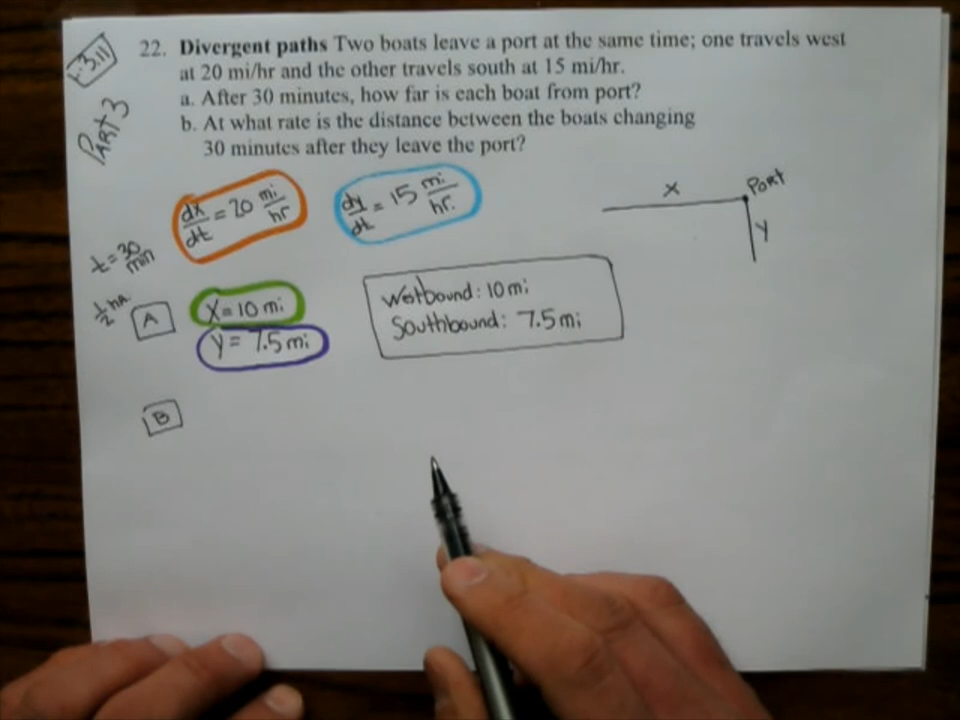 22. Divergent paths Two boats leave a port at the same time; one travels west
at 20 mi/hr and the other travels south at 15 mi/hr.
a. After 30 minutes, how far is each boat from port?
b. At what rate is the distance between the boats changing
30 minutes after they leave the port?
3.11
PART 3
dx/dt = 20 mi/hr
dy/dt = 15 mi/hr.
X
PORT
Y
t = 30 min
1/2 hr.
A
X = 10 mi
Y = 7.5 mi
Westbound: 10 mi
Southbound: 7.5 mi
B